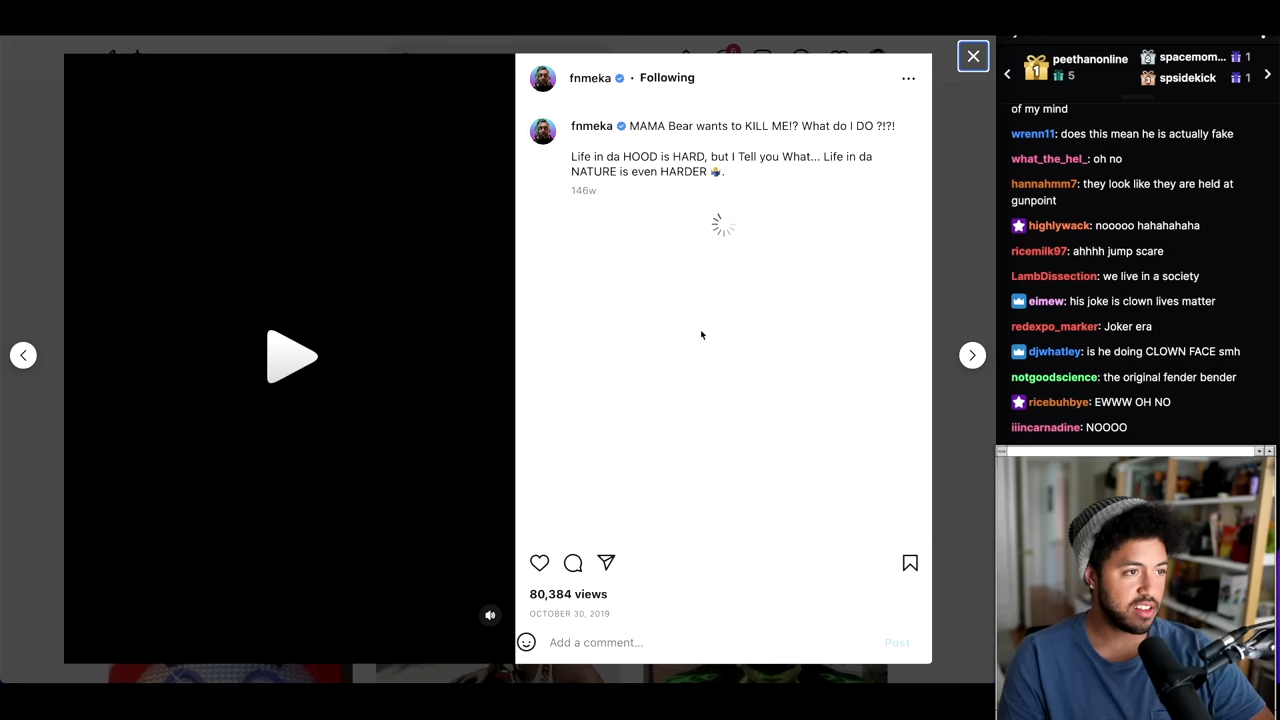 fnmeka • Following
fnmeka MAMA Bear wants to KILL ME!? What do I DO ?!?!
Life in da HOOD is HARD, but I Tell you What... Life in da
NATURE is even HARDER 🤷.
146w
80,384 views
OCTOBER 30, 2019
Add a comment...
Post
1
peethanonline
5
2
spacemom...
1
3
spsidekick
1
of my mind
wrenn11: does this mean he is actually fake
what_the_hel_: oh no
hannahmm7: they look like they are held at
gunpoint
highlywack: nooooo hahahahaha
ricemilk97: ahhhh jump scare
LambDissection: we live in a society
eimew: his joke is clown lives matter
redexpo_marker: Joker era
djwhatley: is he doing CLOWN FACE smh
notgoodscience: the original fender bender
ricebuhbye: EWWW OH NO
iiincarnadine: NOOOO